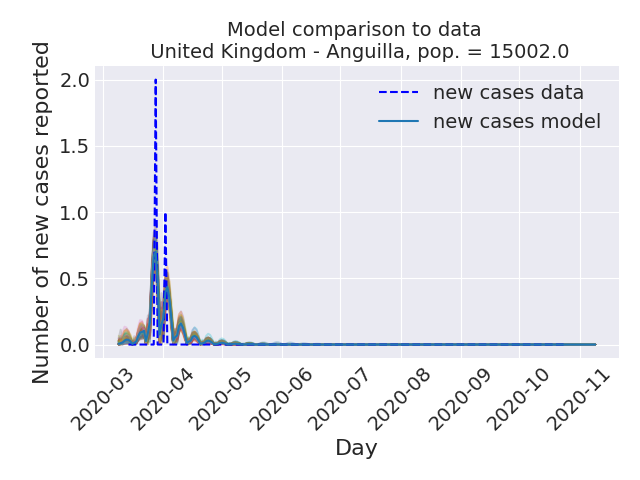 Model comparison to data
United Kingdom - Anguilla, pop. = 15002.0
Number of new cases reported
2.0
1.5
1.0
0.5
0.0
new cases data
new cases model
2020-03
2020-04
2020-05
2020-06
2020-07
2020-08
2020-09
2020-10
2020-11
Day